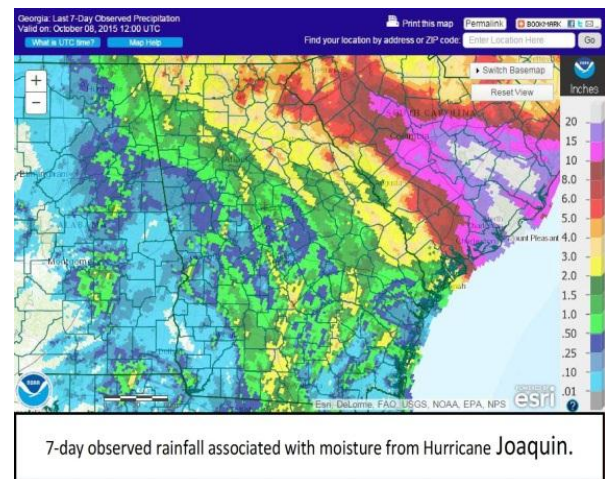 Georgia: Last 7-Day Observed Precipitation
Valid on: October 08, 2015 12:00 UTC
Print this map Permalink BOOKMARK
What is UTC time? Map Help
Find your location by address or ZIP code: Enter Location Here Go
+
−
Switch Basemap
Reset View
Inches
20
15
10
8.0
6.0
5.0
4.0
3.0
2.0
1.5
1.0
.50
.25
.10
.01
Mount Pleasant
Esri, DeLorme, FAO, USGS, NOAA, EPA, NPS
POWERED BY
esri
?
7-day observed rainfall associated with moisture from Hurricane Joaquin.